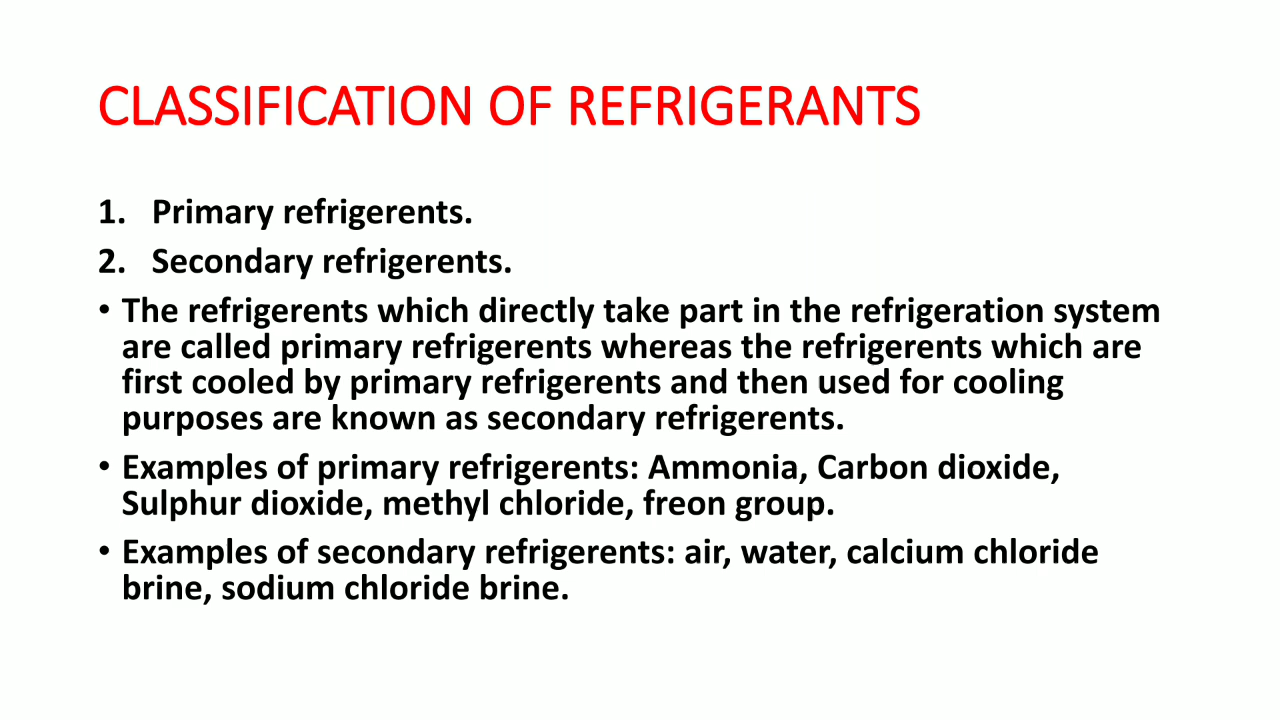 CLASSIFICATION OF REFRIGERANTS
1. Primary refrigerents.
2. Secondary refrigerents.
• The refrigerents which directly take part in the refrigeration system
are called primary refrigerents whereas the refrigerents which are
first cooled by primary refrigerents and then used for cooling
purposes are known as secondary refrigerents.
• Examples of primary refrigerents: Ammonia, Carbon dioxide,
Sulphur dioxide, methyl chloride, freon group.
• Examples of secondary refrigerents: air, water, calcium chloride
brine, sodium chloride brine.